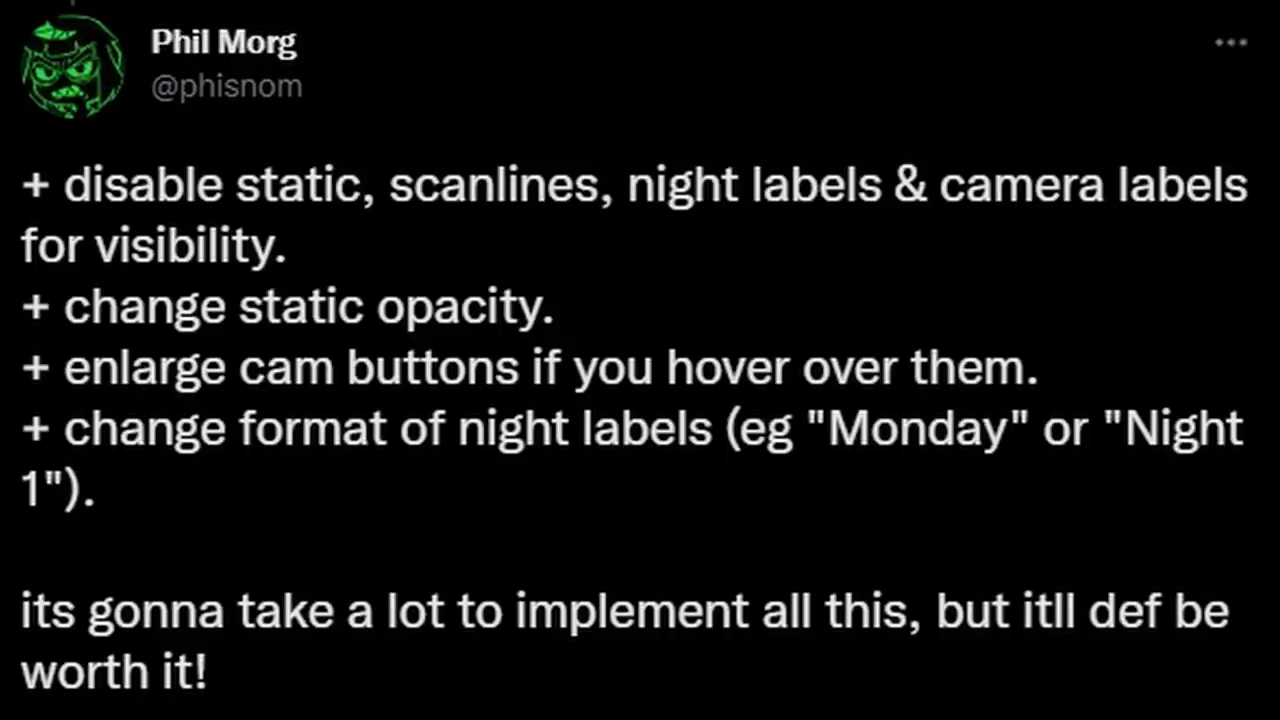 Phil Morg
@phisnom
+ disable static, scanlines, night labels & camera labels
for visibility.
+ change static opacity.
+ enlarge cam buttons if you hover over them.
+ change format of night labels (eg "Monday" or "Night
1").
its gonna take a lot to implement all this, but itll def be
worth it!